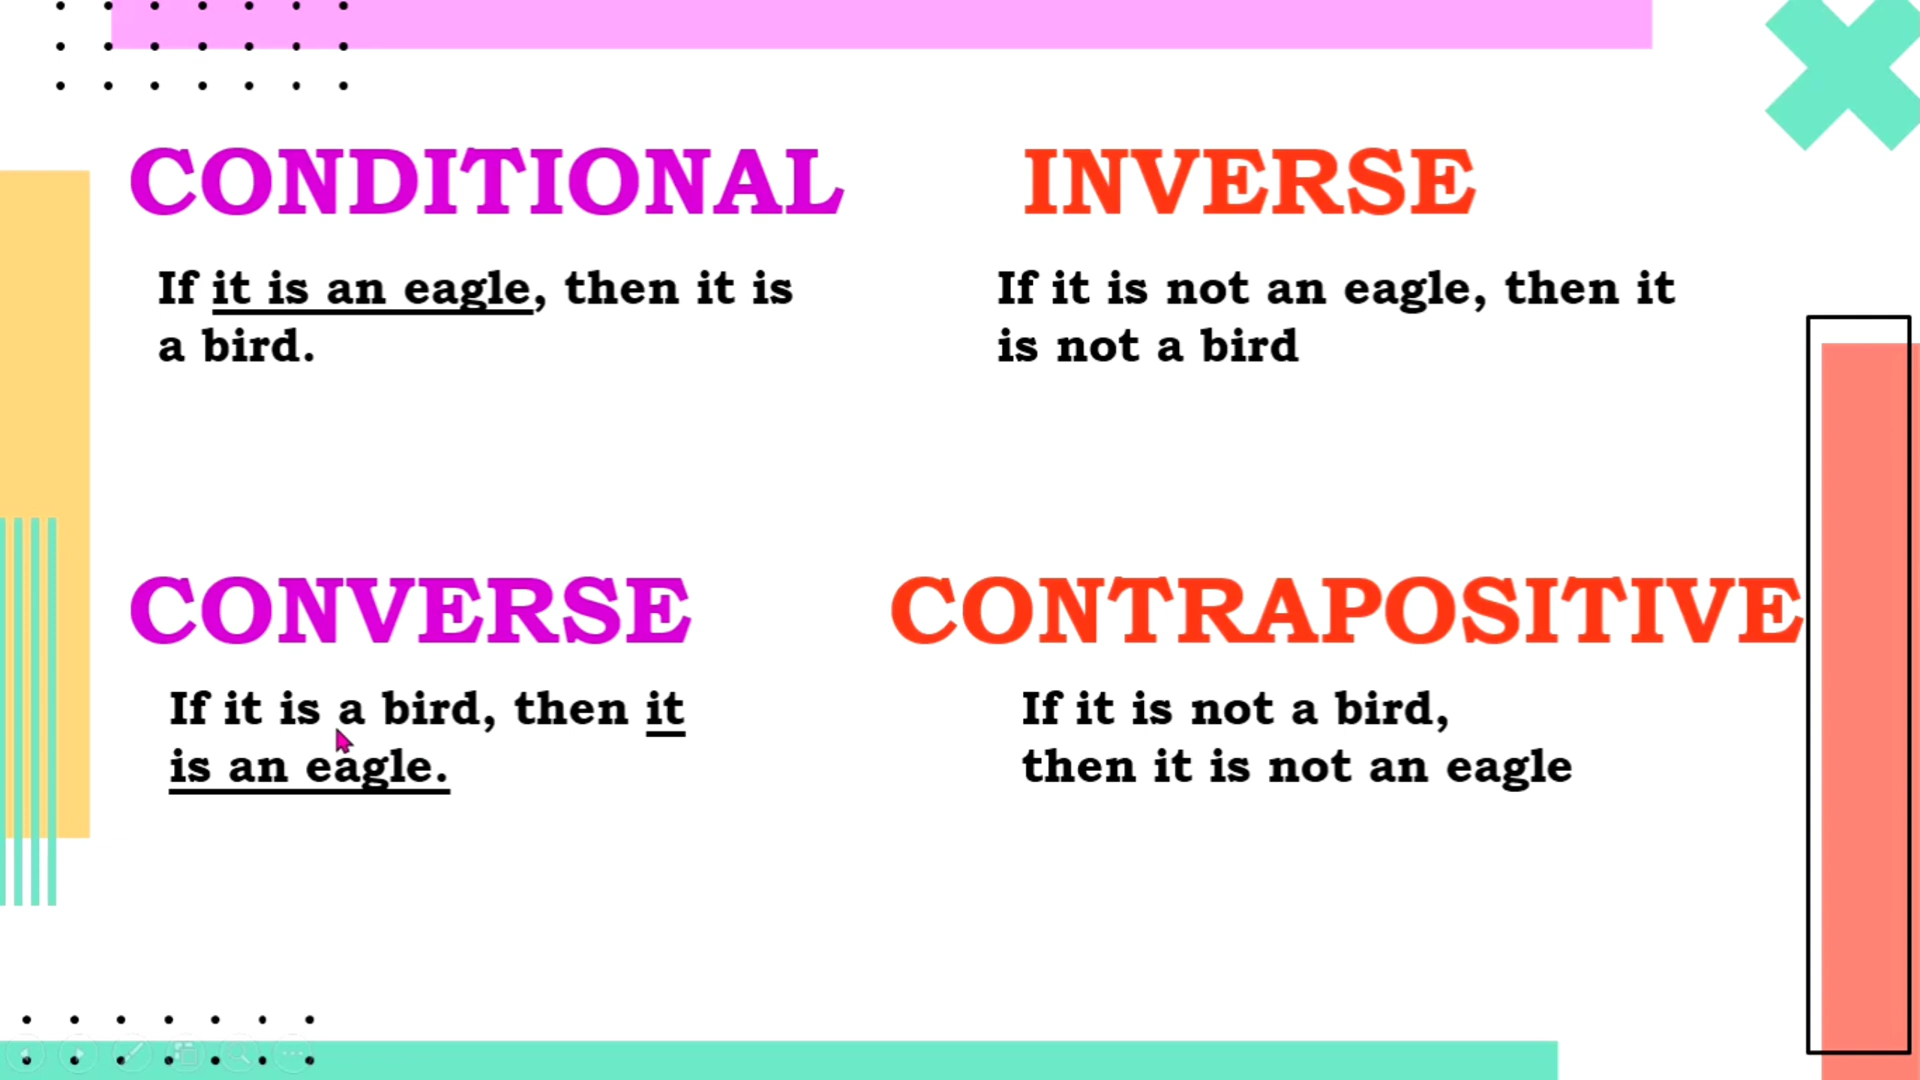 CONDITIONAL
If it is an eagle, then it is
a bird.
INVERSE
If it is not an eagle, then it
is not a bird
CONVERSE
If it is a bird, then it
is an eagle.
CONTRAPOSITIVE
If it is not a bird,
then it is not an eagle